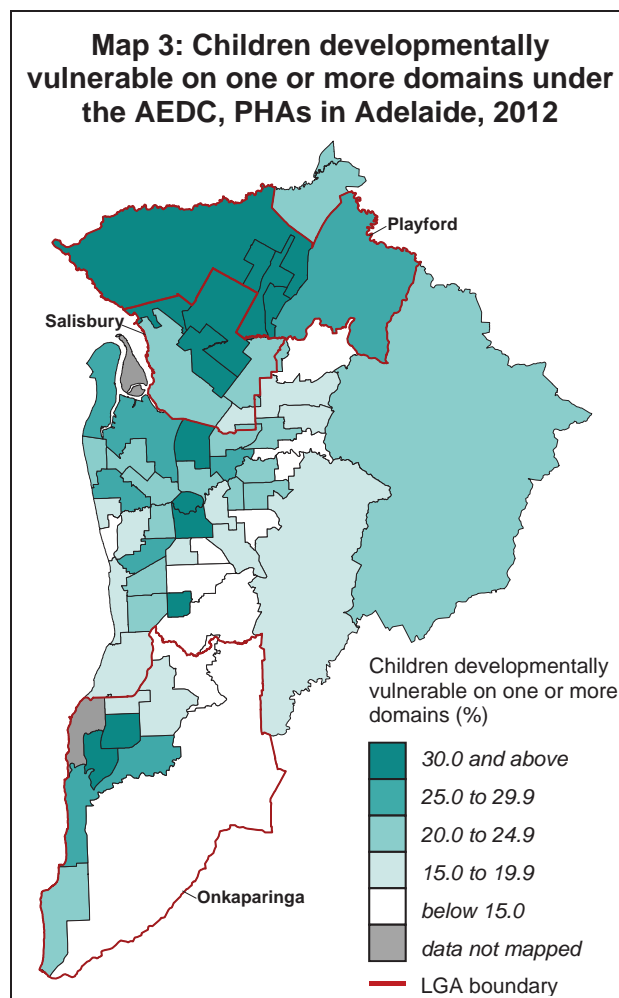 Map 3: Children developmentally
vulnerable on one or more domains under
the AEDC, PHAs in Adelaide, 2012
Playford
Salisbury
Onkaparinga
Children developmentally
vulnerable on one or more
domains (%)
30.0 and above
25.0 to 29.9
20.0 to 24.9
15.0 to 19.9
below 15.0
data not mapped
LGA boundary